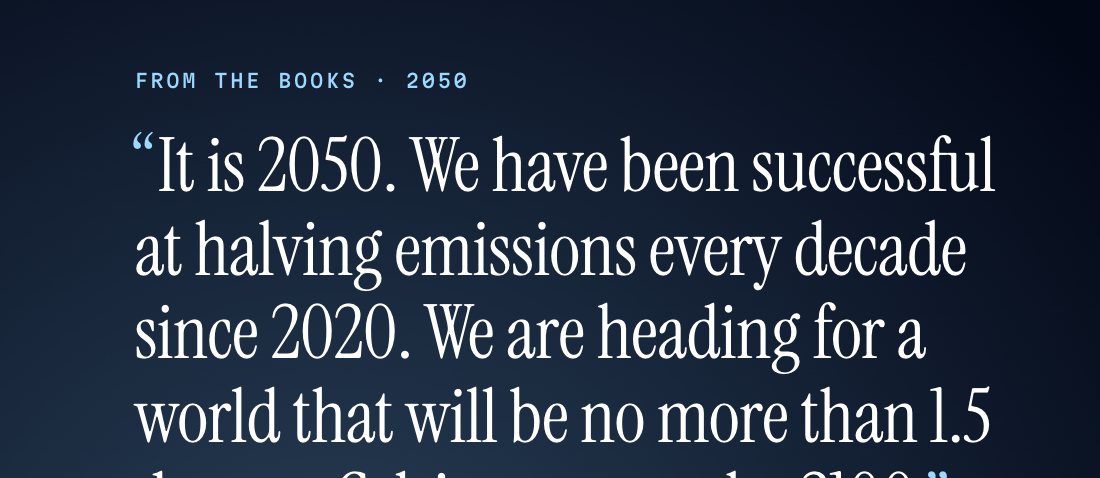 FROM THE BOOKS · 2050
“It is 2050. We have been successful
at halving emissions every decade
since 2020. We are heading for a
world that will be no more than 1.5